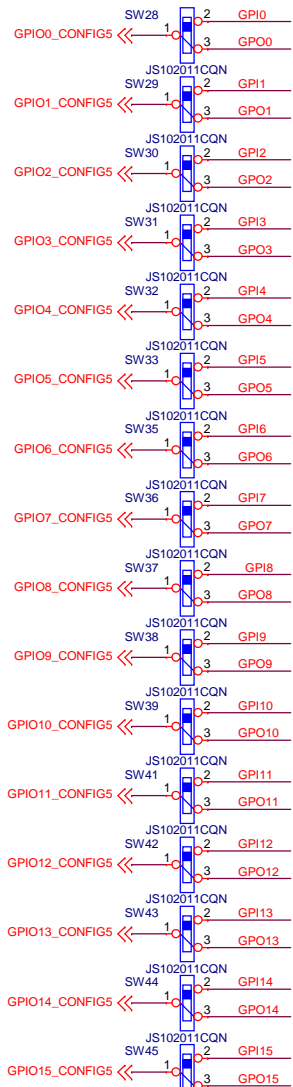 SW28
2 GPI0
GPIO0_CONFIG5 1
3 GPO0
JS102011CQN
SW29
2 GPI1
GPIO1_CONFIG5 1
3 GPO1
JS102011CQN
SW30
2 GPI2
GPIO2_CONFIG5 1
3 GPO2
JS102011CQN
SW31
2 GPI3
GPIO3_CONFIG5 1
3 GPO3
JS102011CQN
SW32
2 GPI4
GPIO4_CONFIG5 1
3 GPO4
JS102011CQN
SW33
2 GPI5
GPIO5_CONFIG5 1
3 GPO5
JS102011CQN
SW35
2 GPI6
GPIO6_CONFIG5 1
3 GPO6
JS102011CQN
SW36
2 GPI7
GPIO7_CONFIG5 1
3 GPO7
JS102011CQN
SW37
2 GPI8
GPIO8_CONFIG5 1
3 GPO8
JS102011CQN
SW38
2 GPI9
GPIO9_CONFIG5 1
3 GPO9
JS102011CQN
SW39
2 GPI10
GPIO10_CONFIG5 1
3 GPO10
JS102011CQN
SW41
2 GPI11
GPIO11_CONFIG5 1
3 GPO11
JS102011CQN
SW42
2 GPI12
GPIO12_CONFIG5 1
3 GPO12
JS102011CQN
SW43
2 GPI13
GPIO13_CONFIG5 1
3 GPO13
JS102011CQN
SW44
2 GPI14
GPIO14_CONFIG5 1
3 GPO14
JS102011CQN
SW45
2 GPI15
GPIO15_CONFIG5 1
3 GPO15